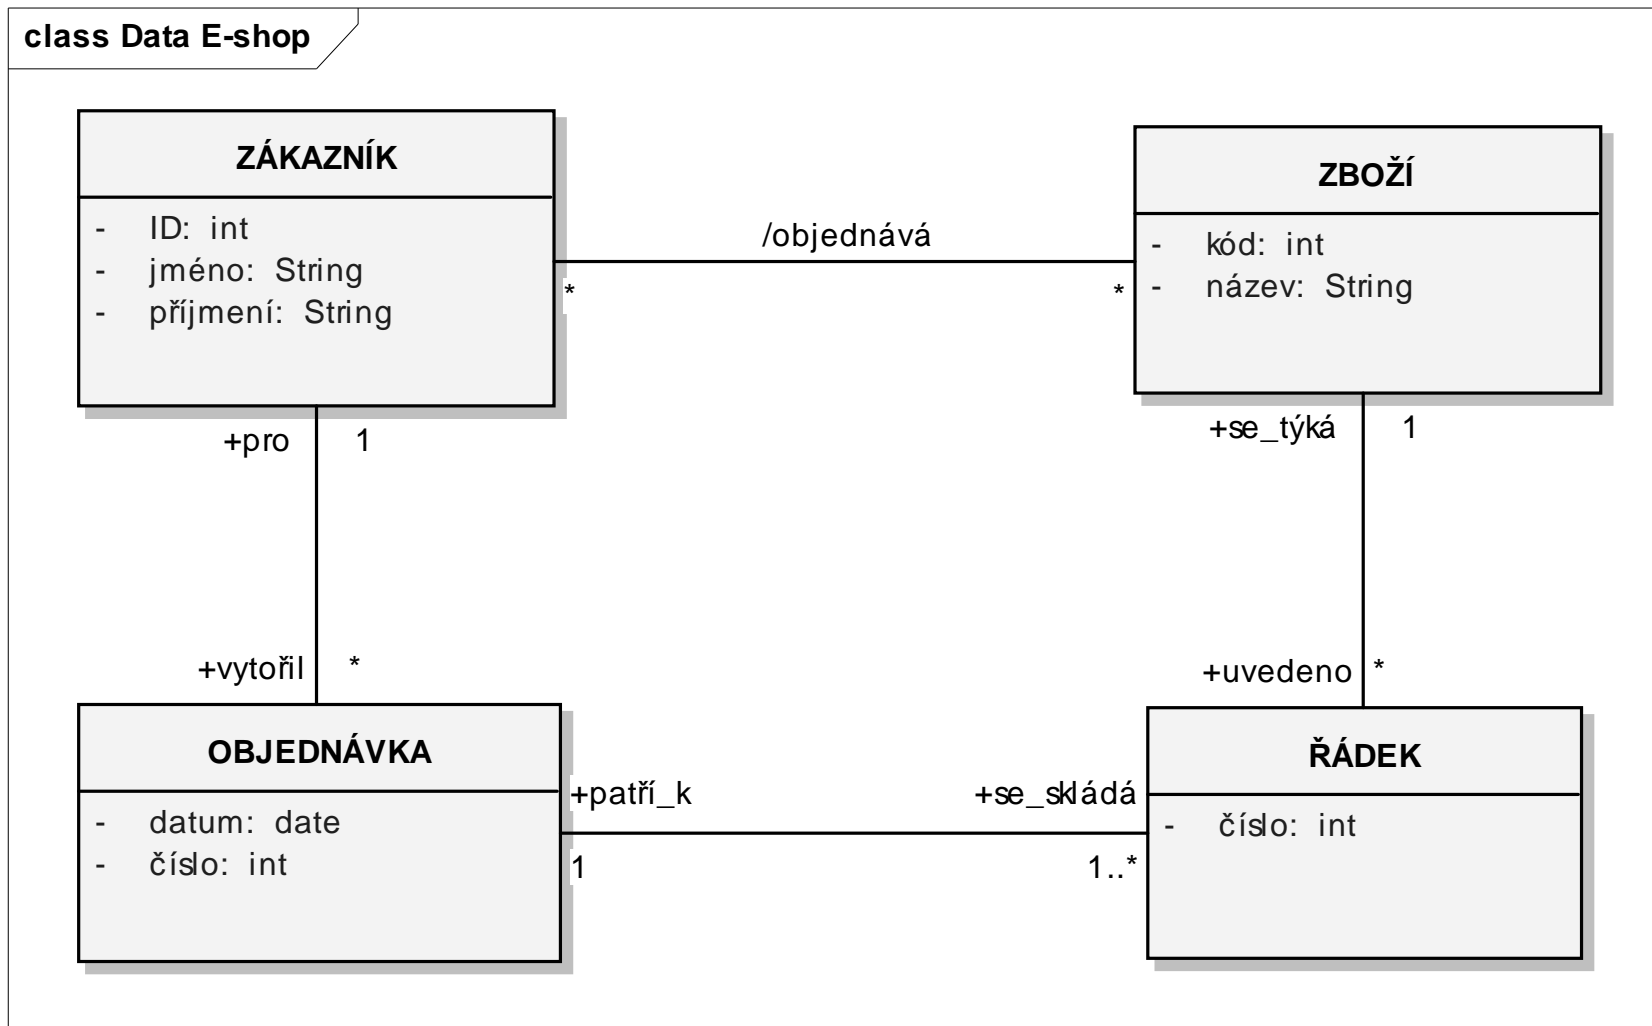 class Data E-shop
ZÁKAZNÍK
- ID: int
- jméno: String
- příjmení: String
/objednává
*
*
ZBOŽÍ
- kód: int
- název: String
+pro 1
+se_týká 1
+vytořil *
+uvedeno *
OBJEDNÁVKA
- datum: date
- číslo: int
+patří_k
+se_skládá
1
1..*
ŘÁDEK
- číslo: int